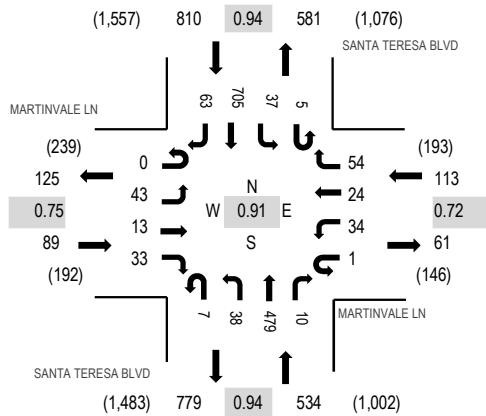 (1,557) 810 0.94 581 (1,076)
SANTA TERESA BLVD
MARTINVALE LN
63 705 37 5
(239) 0 54 (193)
125 43 N 24 113
0.75 13 W 0.91 E 34 0.72
89 33 S 1 61
(192) (146)
7 38 479 10
MARTINVALE LN
SANTA TERESA BLVD
(1,483) 779 0.94 534 (1,002)